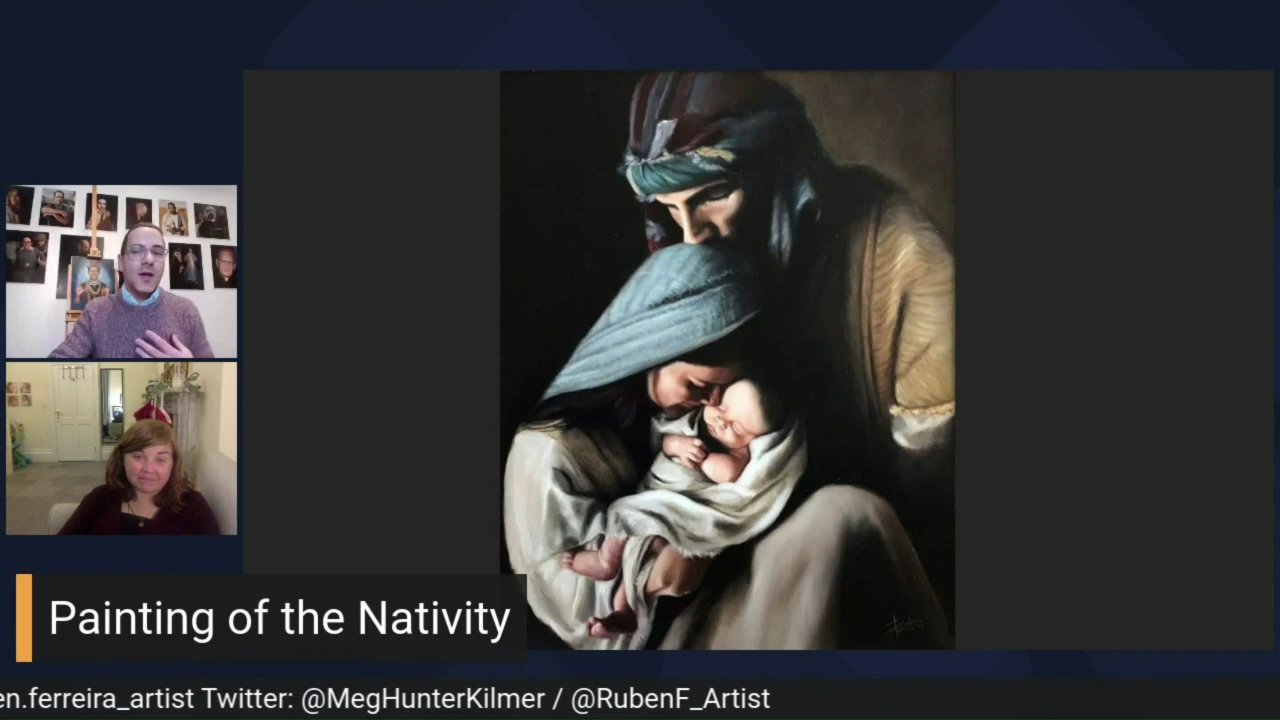 Painting of the Nativity
en.ferreira_artist Twitter: @MegHunterKilmer / @RubenF_Artist